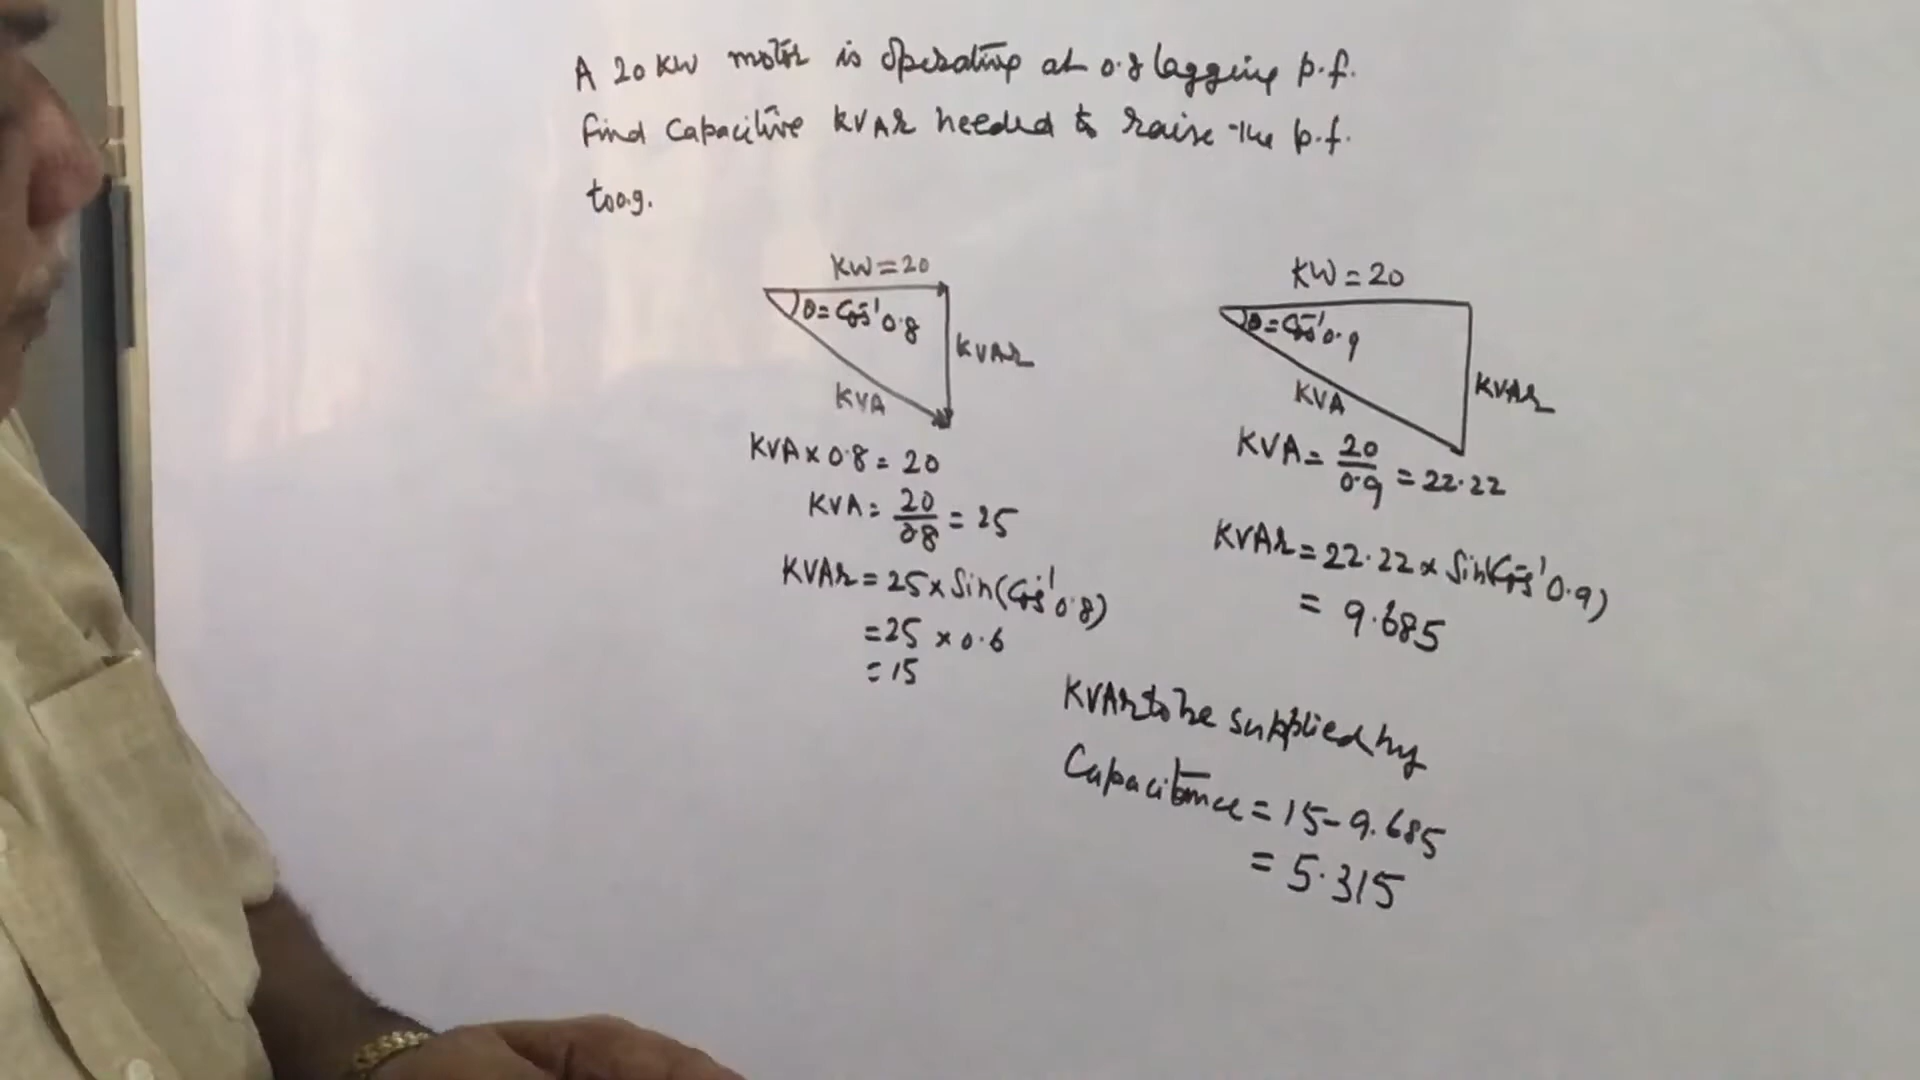 A 20 KW motor is operating at 0.8 lagging p.f.
find Capacitive KVAR needed to raise the p.f.
to 0.9.
KW = 20
θ = Cos⁻¹ 0.8
KVAR
KVA
KVA × 0.8 = 20
KVA = 20/0.8 = 25
KVAR = 25 × Sin(Cos⁻¹ 0.8)
= 25 × 0.6
= 15
KW = 20
θ = Cos⁻¹ 0.9
KVAR
KVA
KVA = 20/0.9 = 22.22
KVAR = 22.22 × Sin(Cos⁻¹ 0.9)
= 9.685
KVAR to be supplied by
Capacitance = 15 - 9.685
= 5.315